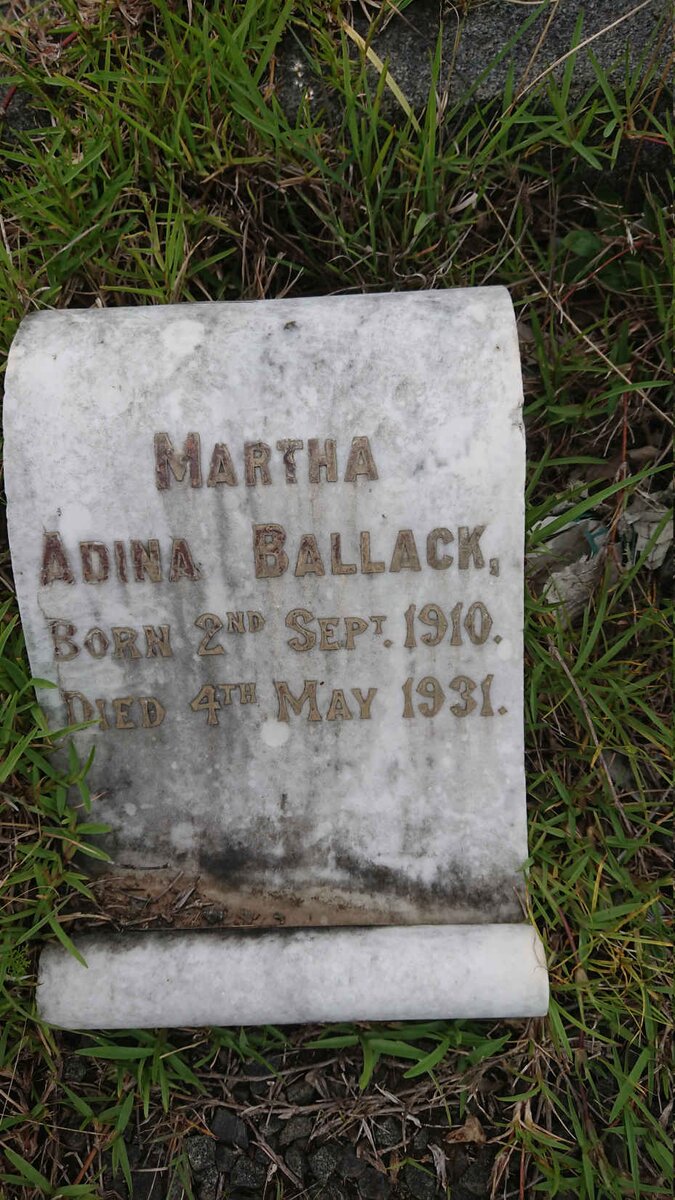 MARTHA
ADINA BALLACK,
BORN 2ND SEPT. 1910.
DIED 4TH MAY 1931.